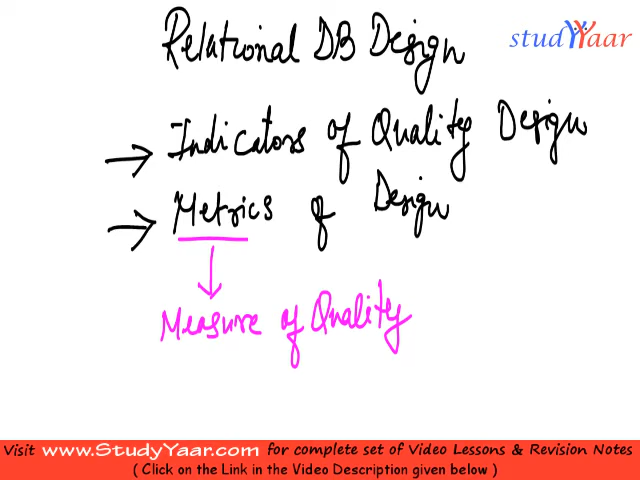 Relational DB Design
studYYaar
→ Indicators of Quality Design
→ Metrics of Design
Measure of Quality
Visit www.StudyYaar.com for complete set of Video Lessons & Revision Notes
( Click on the Link in the Video Description given below )